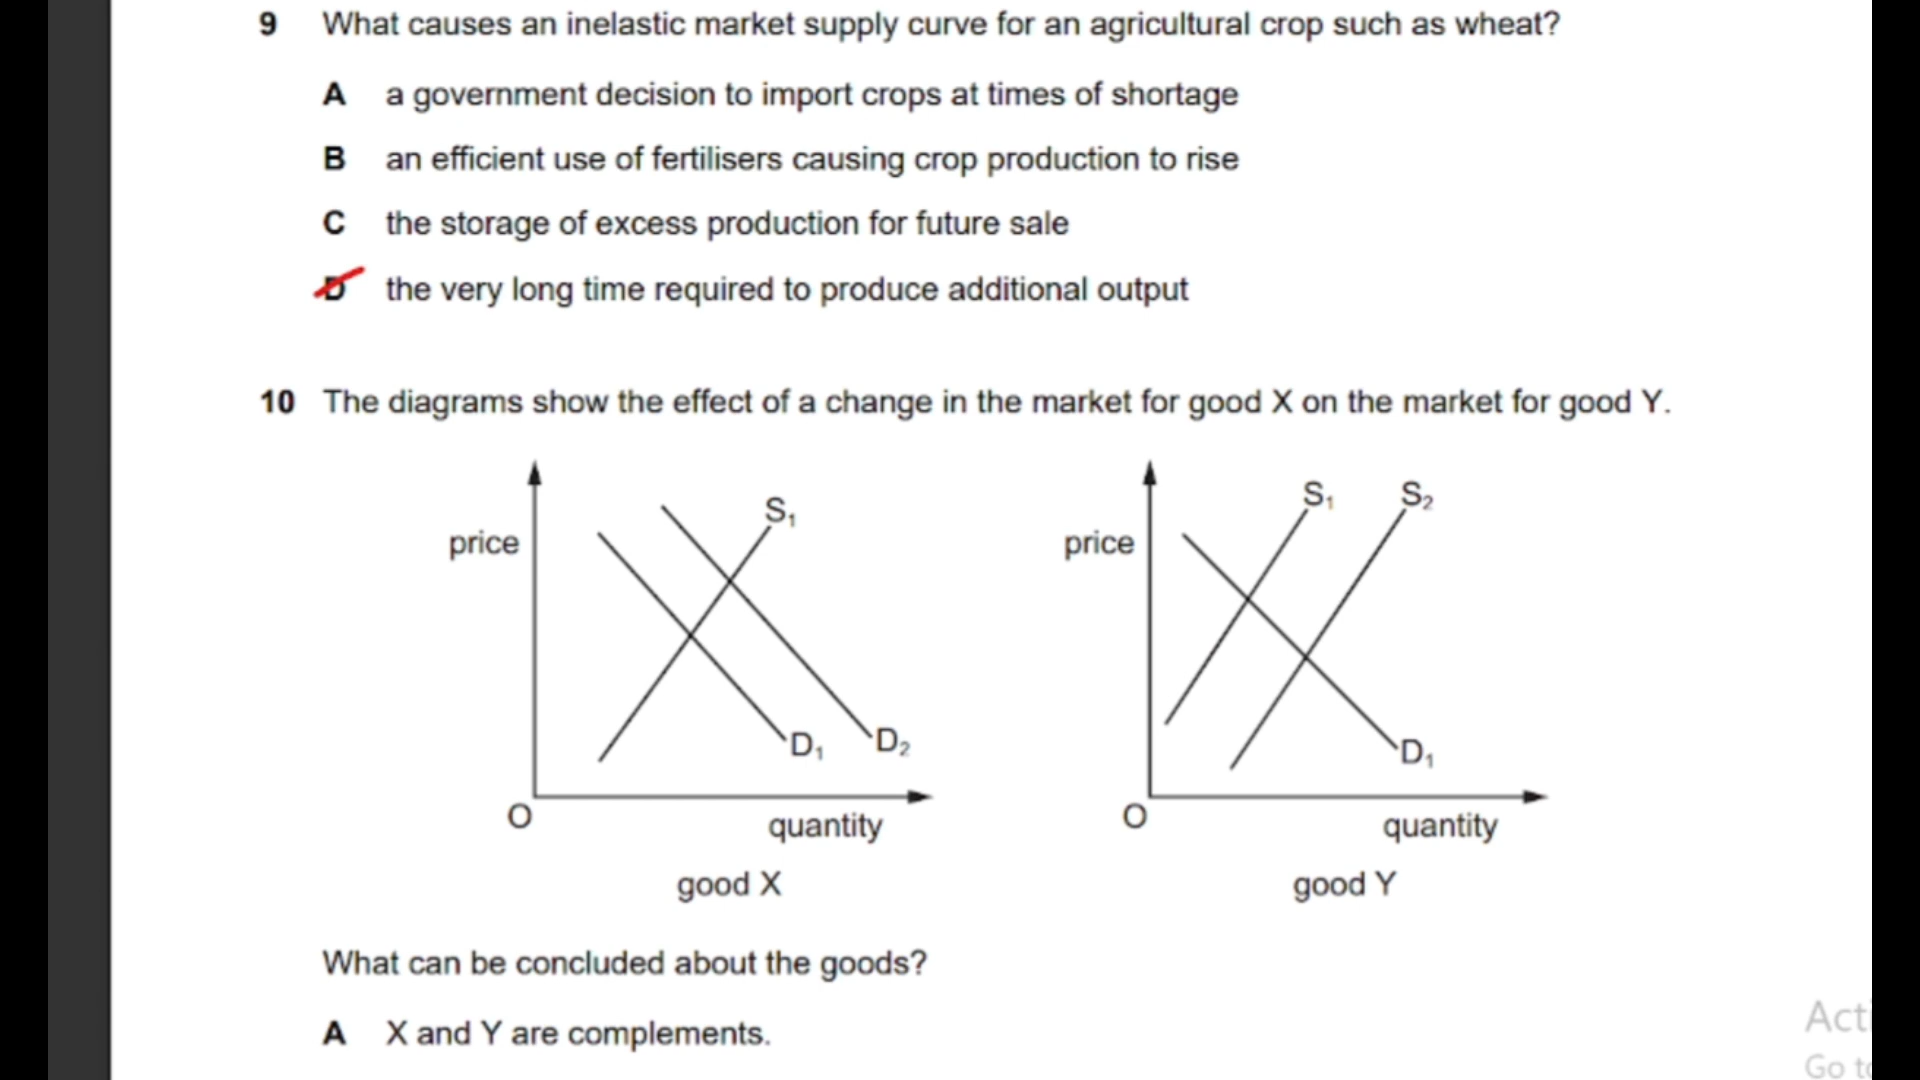 9 What causes an inelastic market supply curve for an agricultural crop such as wheat?
A a government decision to import crops at times of shortage
B an efficient use of fertilisers causing crop production to rise
C the storage of excess production for future sale
D the very long time required to produce additional output
10 The diagrams show the effect of a change in the market for good X on the market for good Y.
price
S₁
D₁
D₂
O
quantity
good X
price
S₁
S₂
D₁
O
quantity
good Y
What can be concluded about the goods?
A X and Y are complements.
Acti
Go to